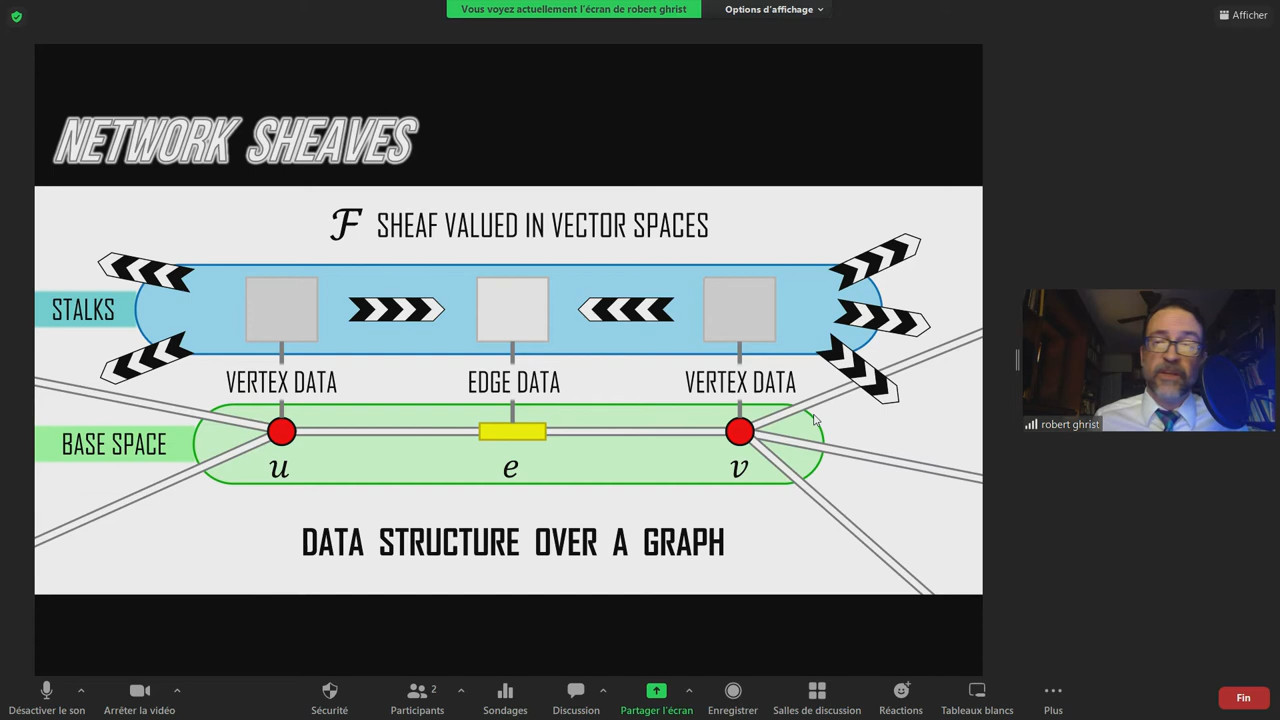 Vous voyez actuellement l'écran de robert ghrist
Options d'affichage
Afficher
NETWORK SHEAVES
ℱ SHEAF VALUED IN VECTOR SPACES
STALKS
VERTEX DATA EDGE DATA VERTEX DATA
BASE SPACE
u e v
DATA STRUCTURE OVER A GRAPH
robert ghrist
2
Désactiver le son Arrêter la vidéo Sécurité Participants Sondages Discussion Partager l'écran Enregistrer Salles de discussion Réactions Tableaux blancs Plus
Fin